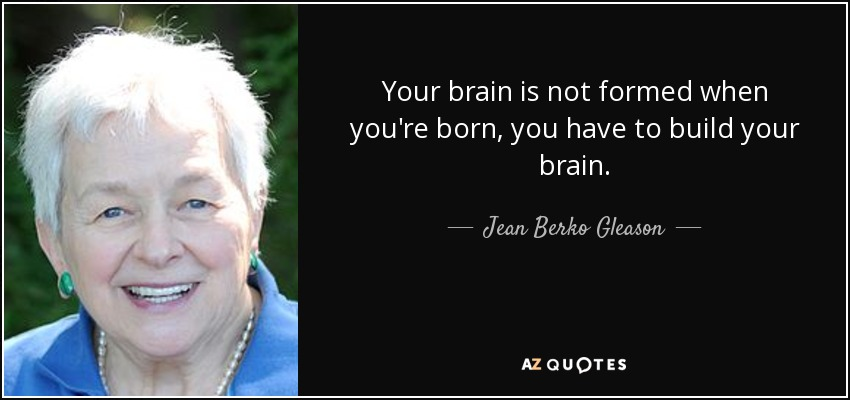 Your brain is not formed when
you're born, you have to build your
brain.
— Jean Berko Gleason —
AZ QUOTES